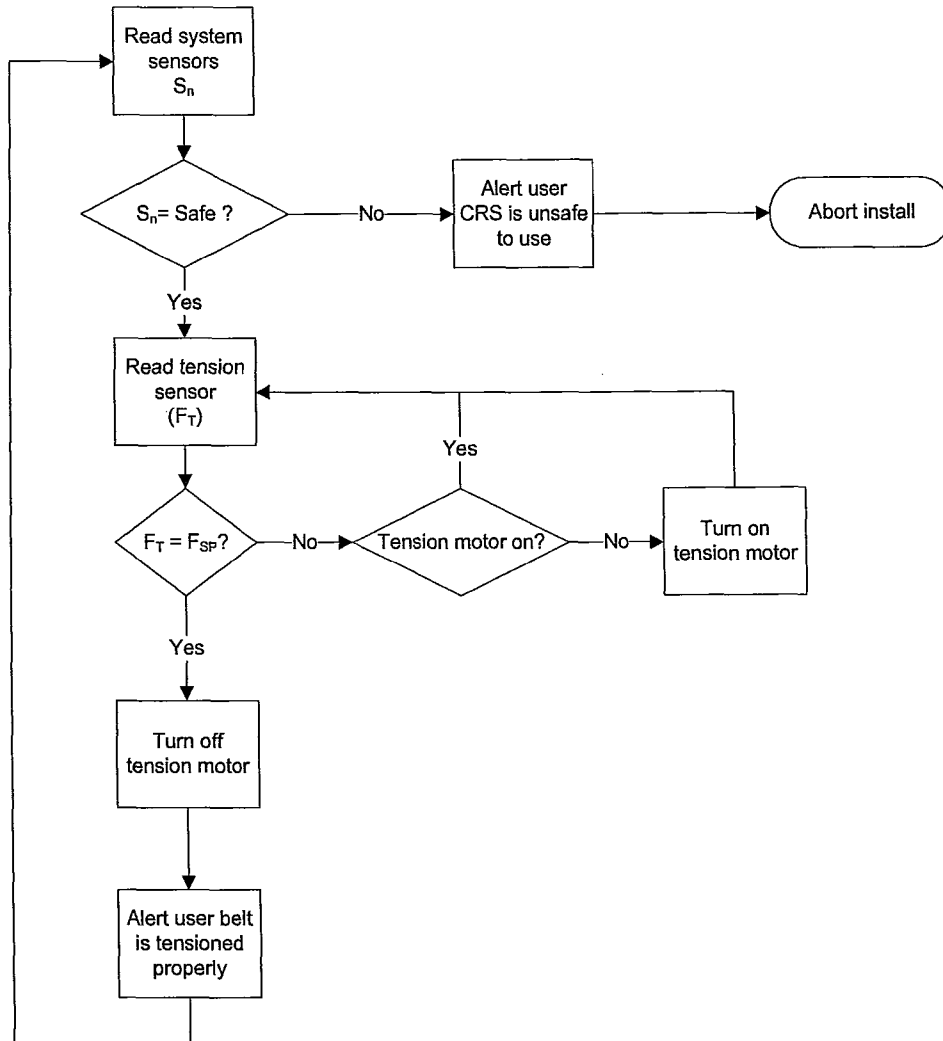 Read system
sensors
Sn
Sn= Safe ?
No
Alert user
CRS is unsafe
to use
Abort install
Yes
Read tension
sensor
(FT)
Yes
FT = FSP?
No
Tension motor on?
No
Turn on
tension motor
Yes
Turn off
tension motor
Alert user belt
is tensioned
properly